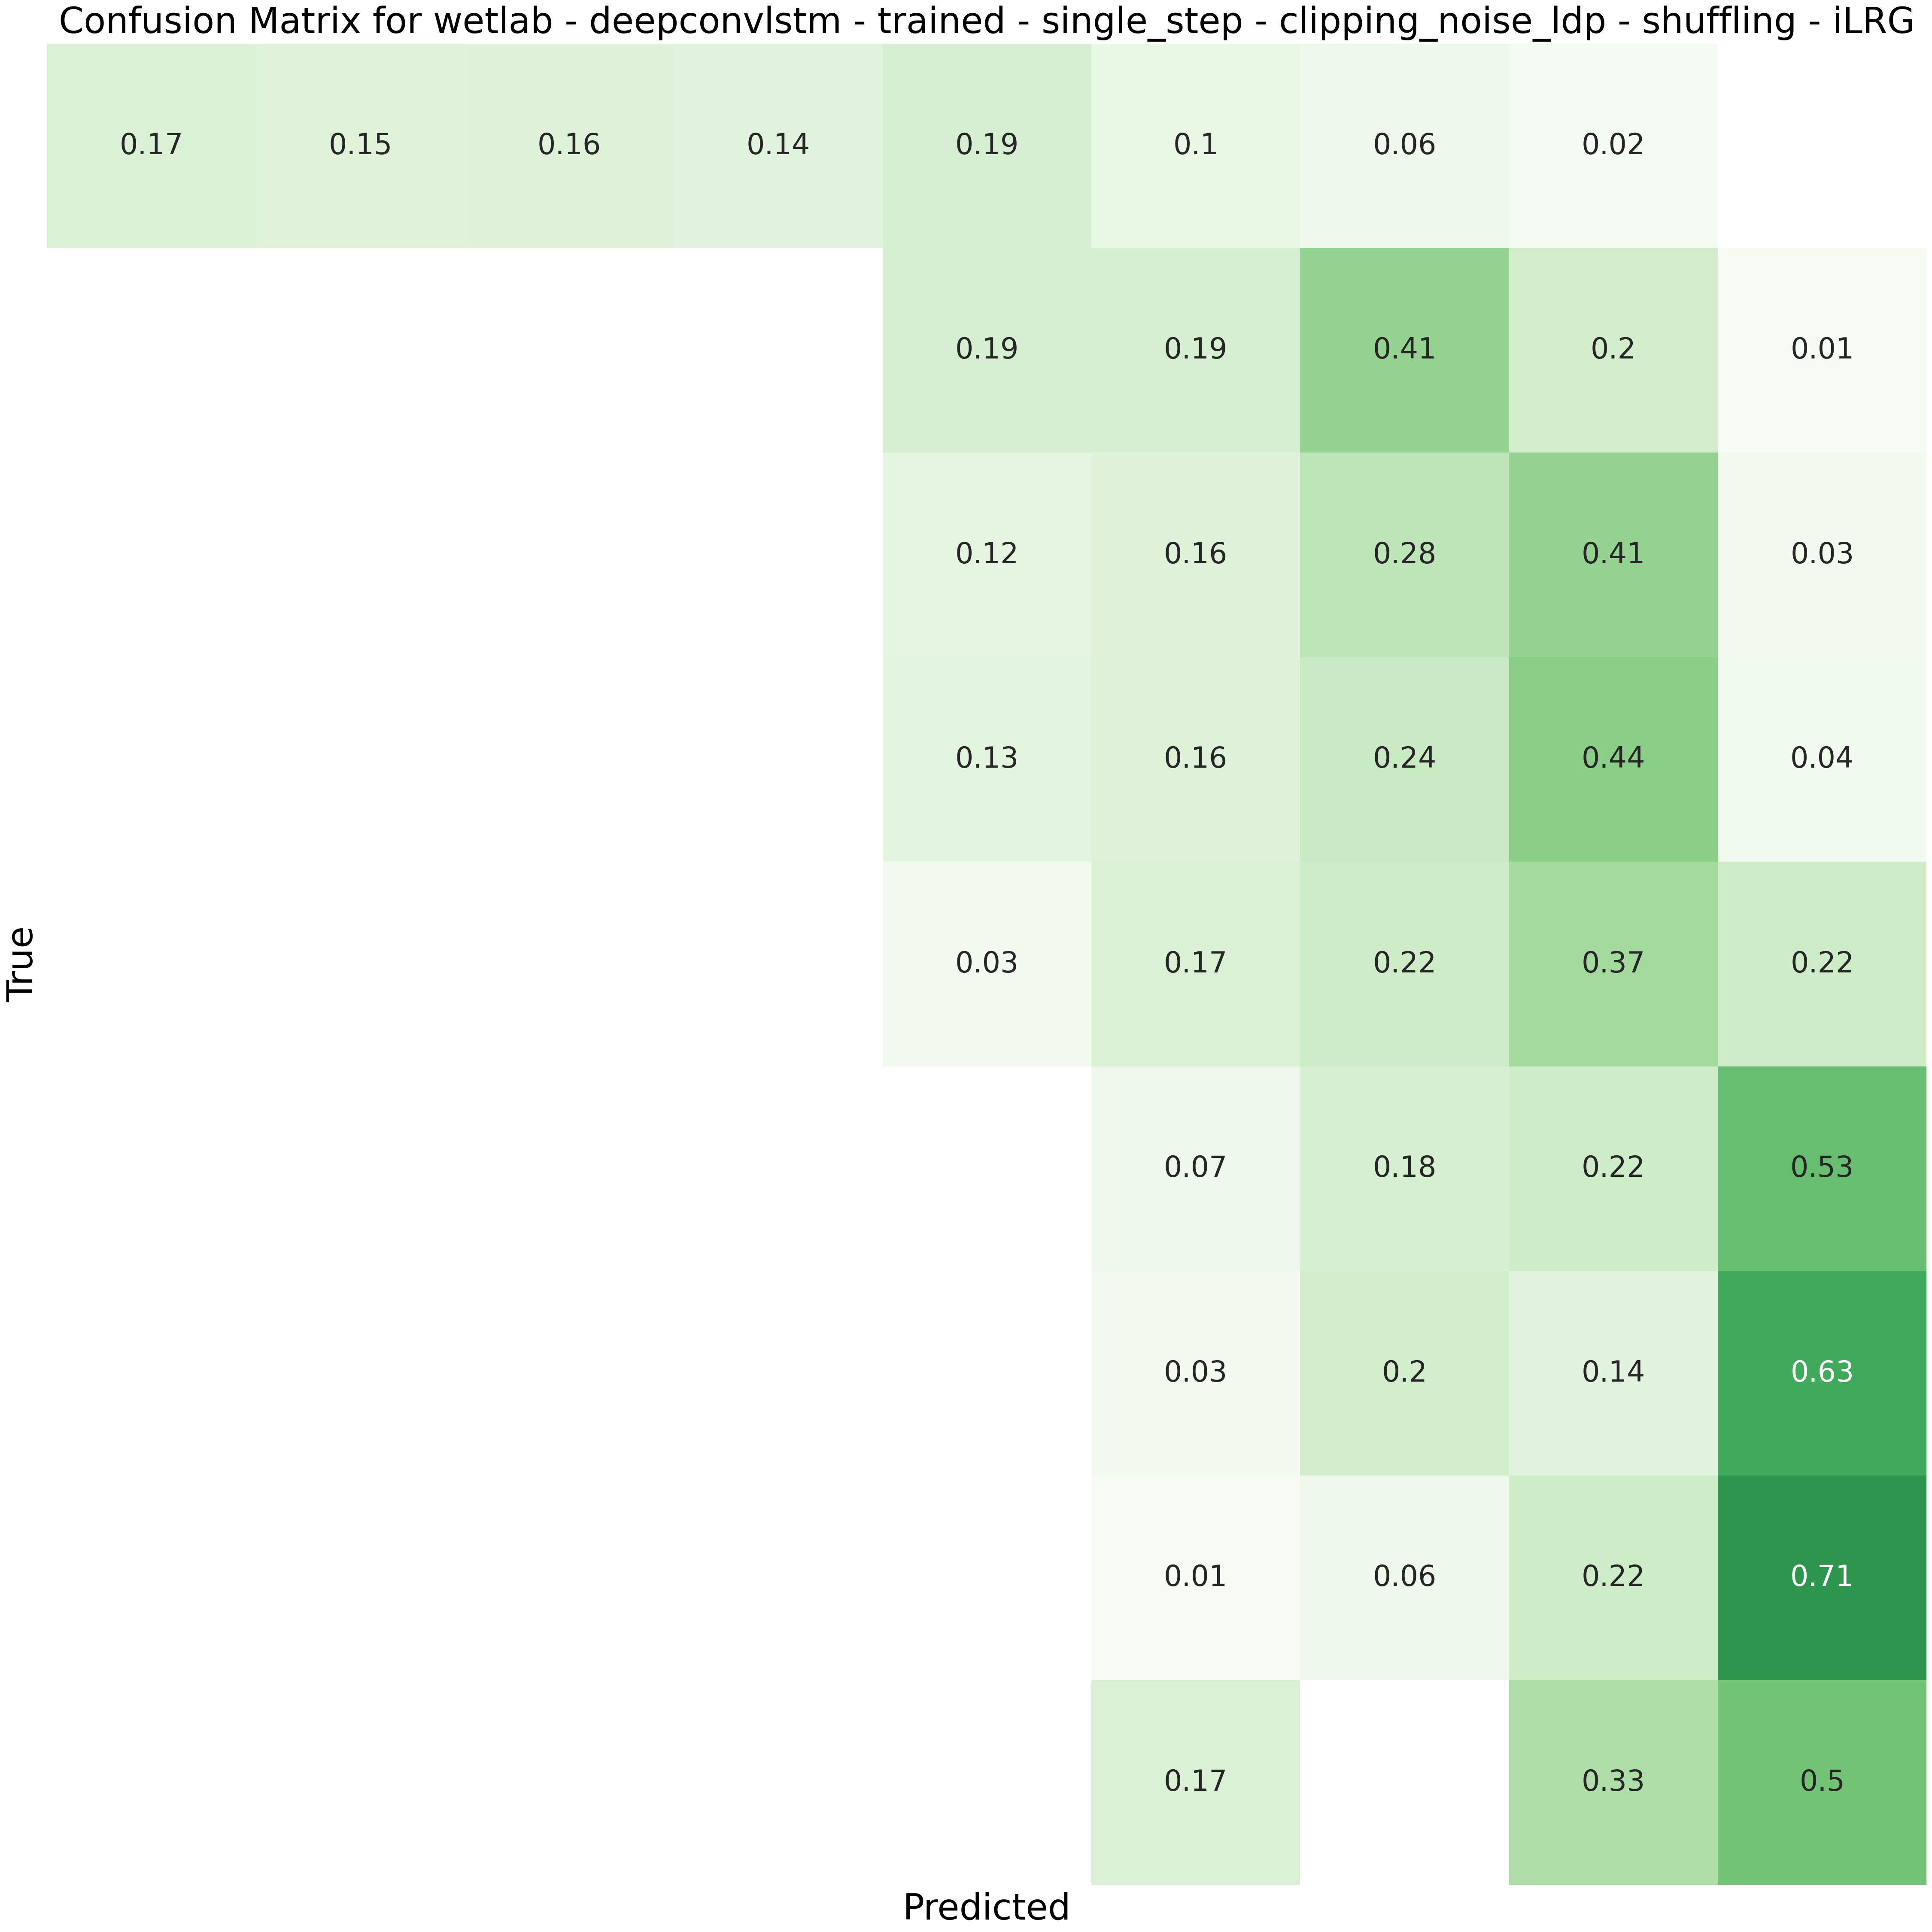 Confusion Matrix for wetlab - deepconvlstm - trained - single_step - clipping_noise_ldp - shuffling - iLRG
0.17 0.15 0.16 0.14 0.19 0.1 0.06 0.02
0.19 0.19 0.41 0.2 0.01
0.12 0.16 0.28 0.41 0.03
0.13 0.16 0.24 0.44 0.04
0.03 0.17 0.22 0.37 0.22
0.07 0.18 0.22 0.53
0.03 0.2 0.14 0.63
0.01 0.06 0.22 0.71
0.17 0.33 0.5
True
Predicted